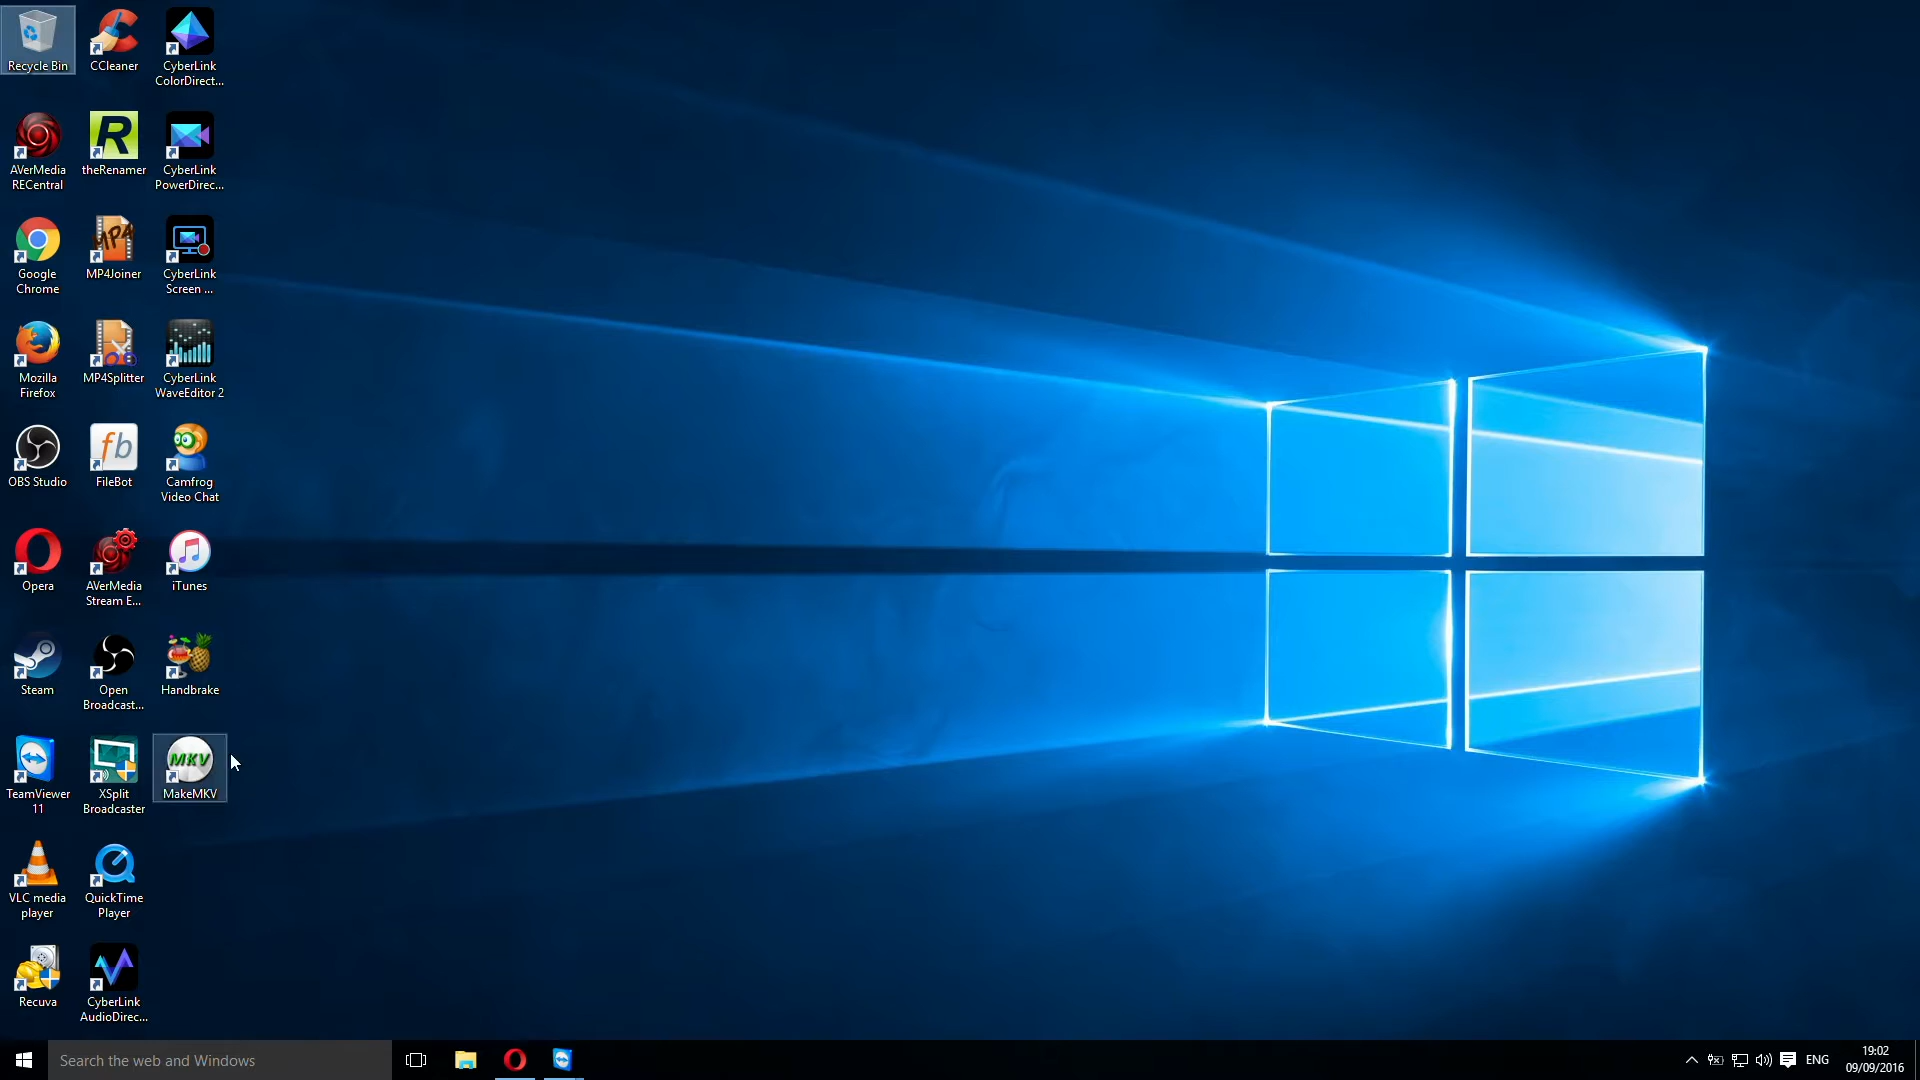 Recycle Bin
CCleaner
CyberLink
ColorDirect...
AVerMedia
RECentral
R
theRenamer
CyberLink
PowerDirec...
Google
Chrome
MP4
MP4Joiner
CyberLink
Screen ...
Mozilla
Firefox
MP4Splitter
CyberLink
WaveEditor 2
OBS Studio
fb
FileBot
Camfrog
Video Chat
Opera
AVerMedia
Stream E...
iTunes
Steam
Open
Broadcast...
Handbrake
TeamViewer
11
XSplit
Broadcaster
MKV
MakeMKV
VLC media
player
QuickTime
Player
Recuva
CyberLink
AudioDirec...
Search the web and Windows
ENG
19:02
09/09/2016